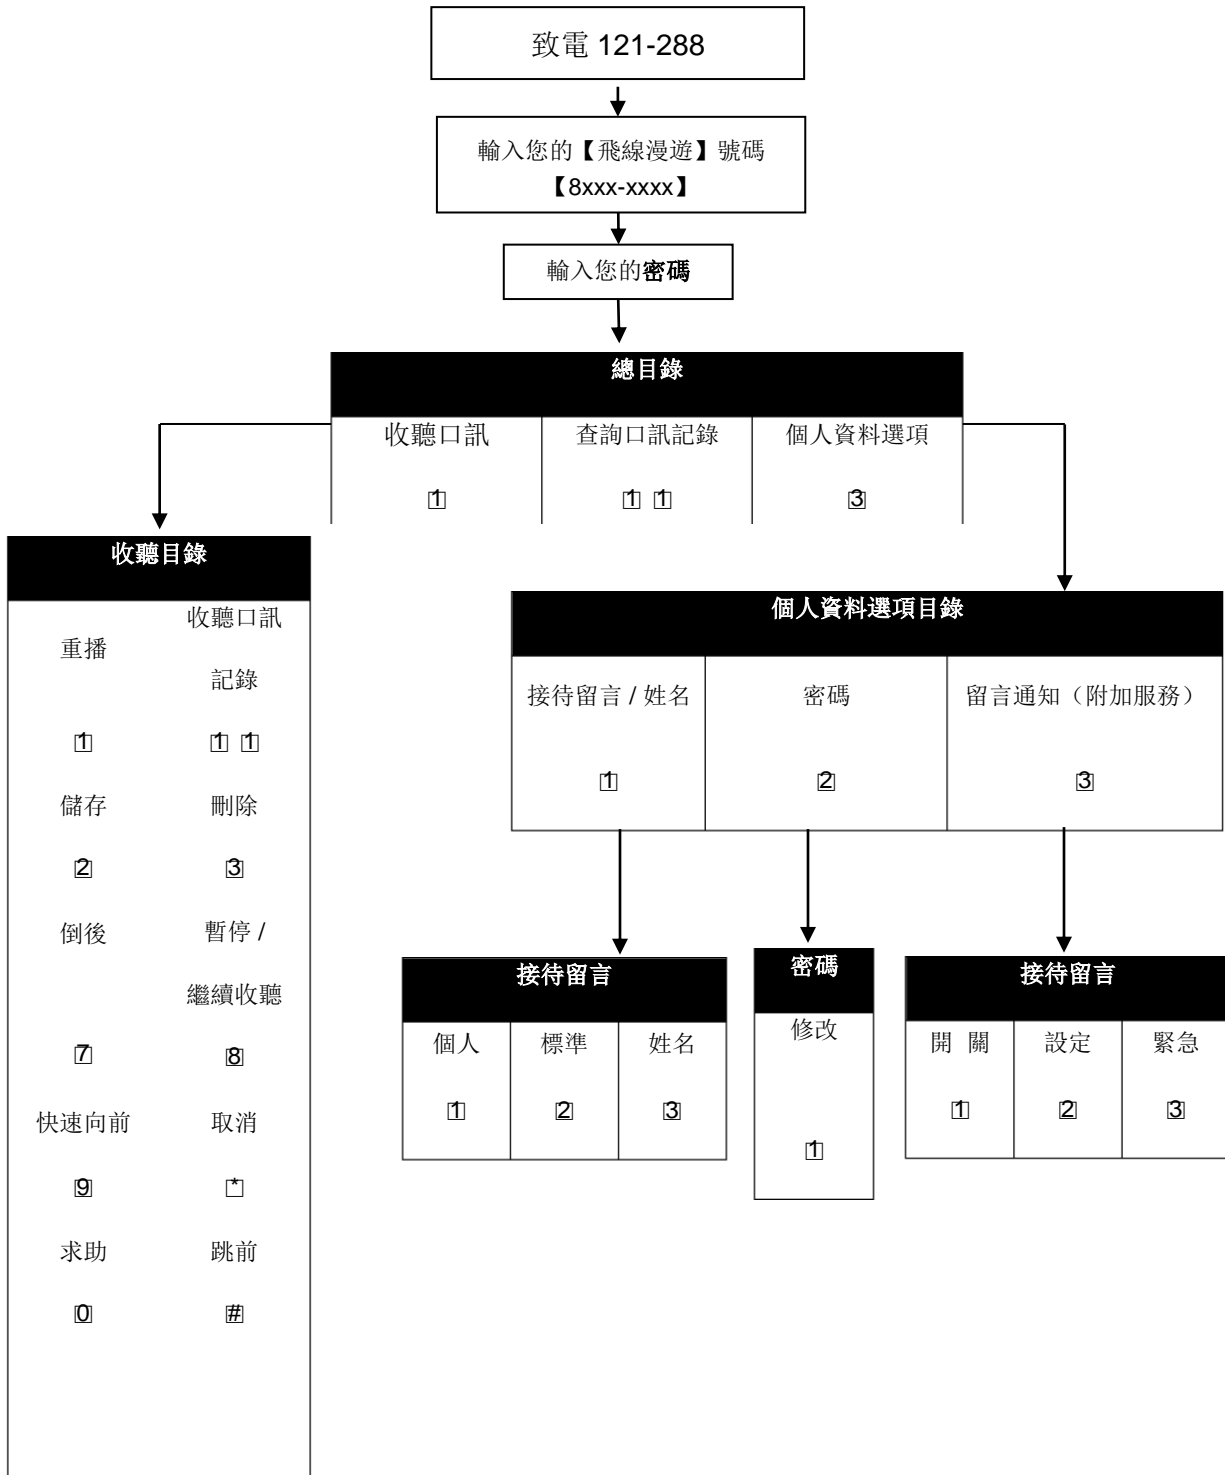 致電 121-288
輸入您的【飛線漫遊】號碼
【8xxx-xxxx】
輸入您的密碼
總目錄
收聽口訊 查詢口訊記錄 個人資料選項
1 1 1 3
收聽目錄
重播 收聽口訊
記錄
1 1 1
儲存 刪除
2 3
倒後 暫停 /
繼續收聽
7 8
快速向前 取消
9 *
求助 跳前
0 #
個人資料選項目錄
接待留言 / 姓名 密碼 留言通知（附加服務）
1 2 3
接待留言
個人 標準 姓名
1 2 3
密碼
修改
1
接待留言
開 關 設定 緊急
1 2 3